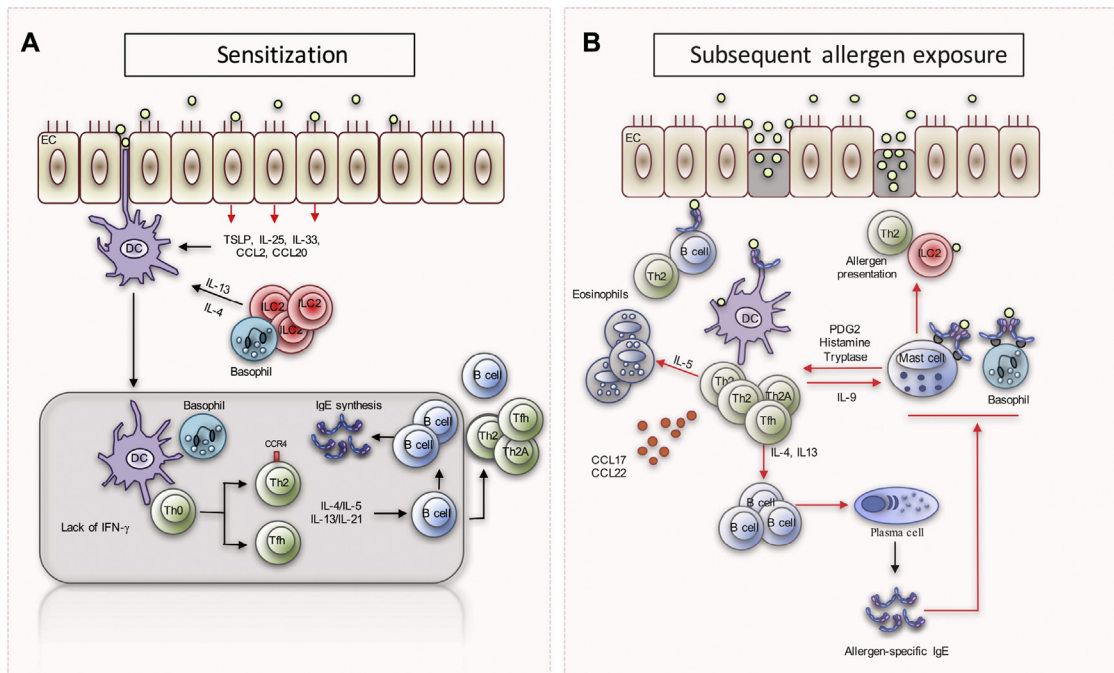 A
Sensitization
EC
DC
TSLP, IL-25, IL-33,
CCL2, CCL20
IL-13
IL-4
ILC2
ILC2
ILC2
Basophil
B cell
Basophil
IgE synthesis
B cell
B cell
Tfh
Th2
Th2A
DC
CCR4
Th2
Th0
Lack of IFN-γ
IL-4/IL-5
IL-13/IL-21
B cell
Tfh
B
Subsequent allergen exposure
EC
B cell
Th2
Th2
ILC2
Allergen
presentation
Eosinophils
DC
PDG2
Histamine
Tryptase
Mast cell
IL-5
Th2
Th2
Th2A
Tfh
IL-9
Basophil
CCL17
CCL22
IL-4, IL13
B cell
B cell
B cell
Plasma cell
Allergen-specific IgE